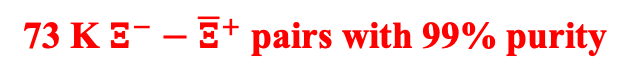 73 K Ξ⁻ – Ξ̅⁺ pairs with 99% purity